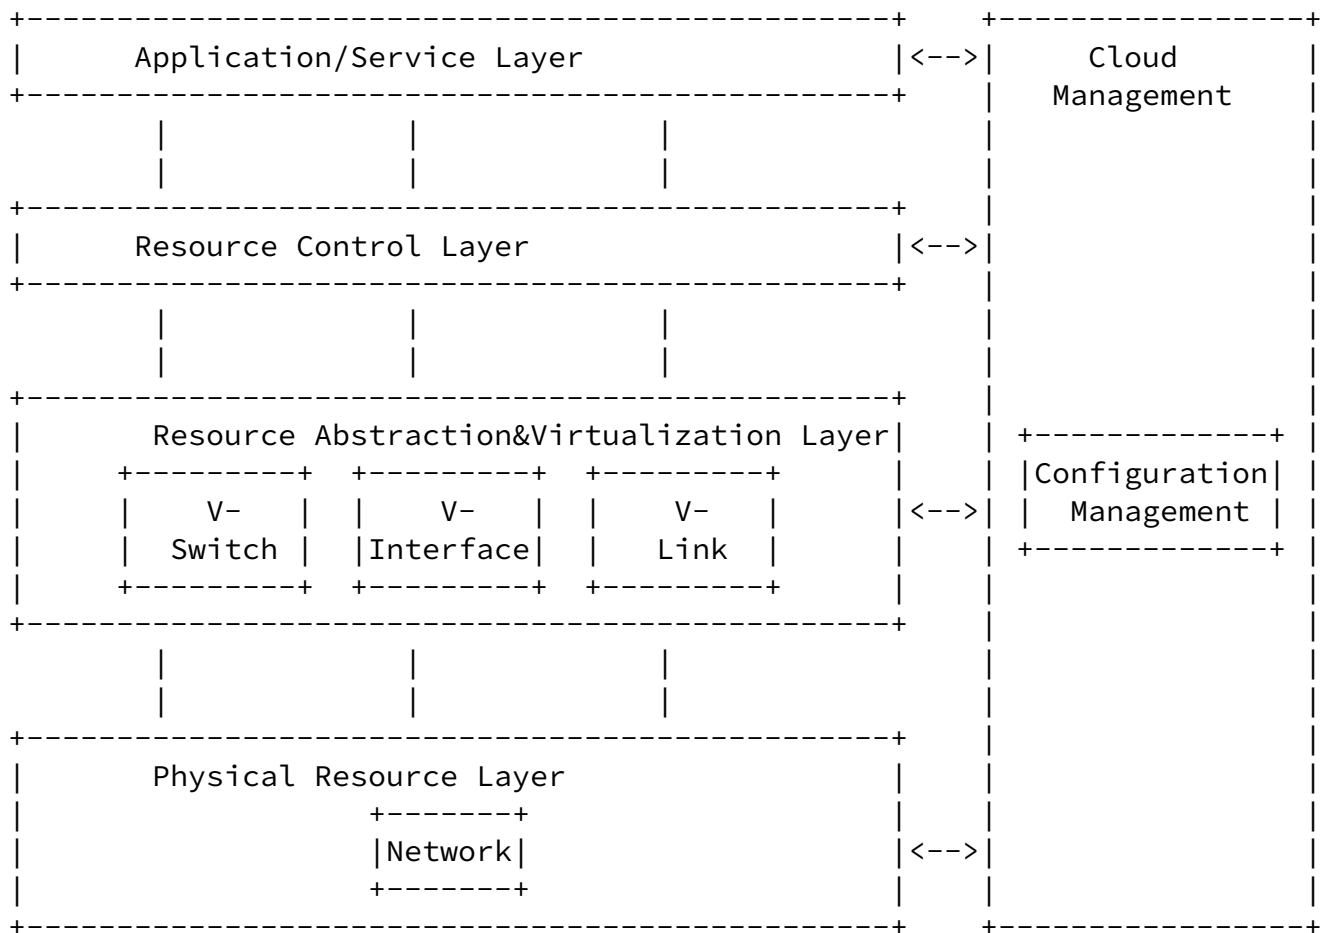 Application/Service Layer
<-->
Cloud
Management
Resource Control Layer
<-->
Resource Abstraction&Virtualization Layer
V-
Switch
V-
Interface
V-
Link
<-->
Configuration
Management
Physical Resource Layer
Network
<-->